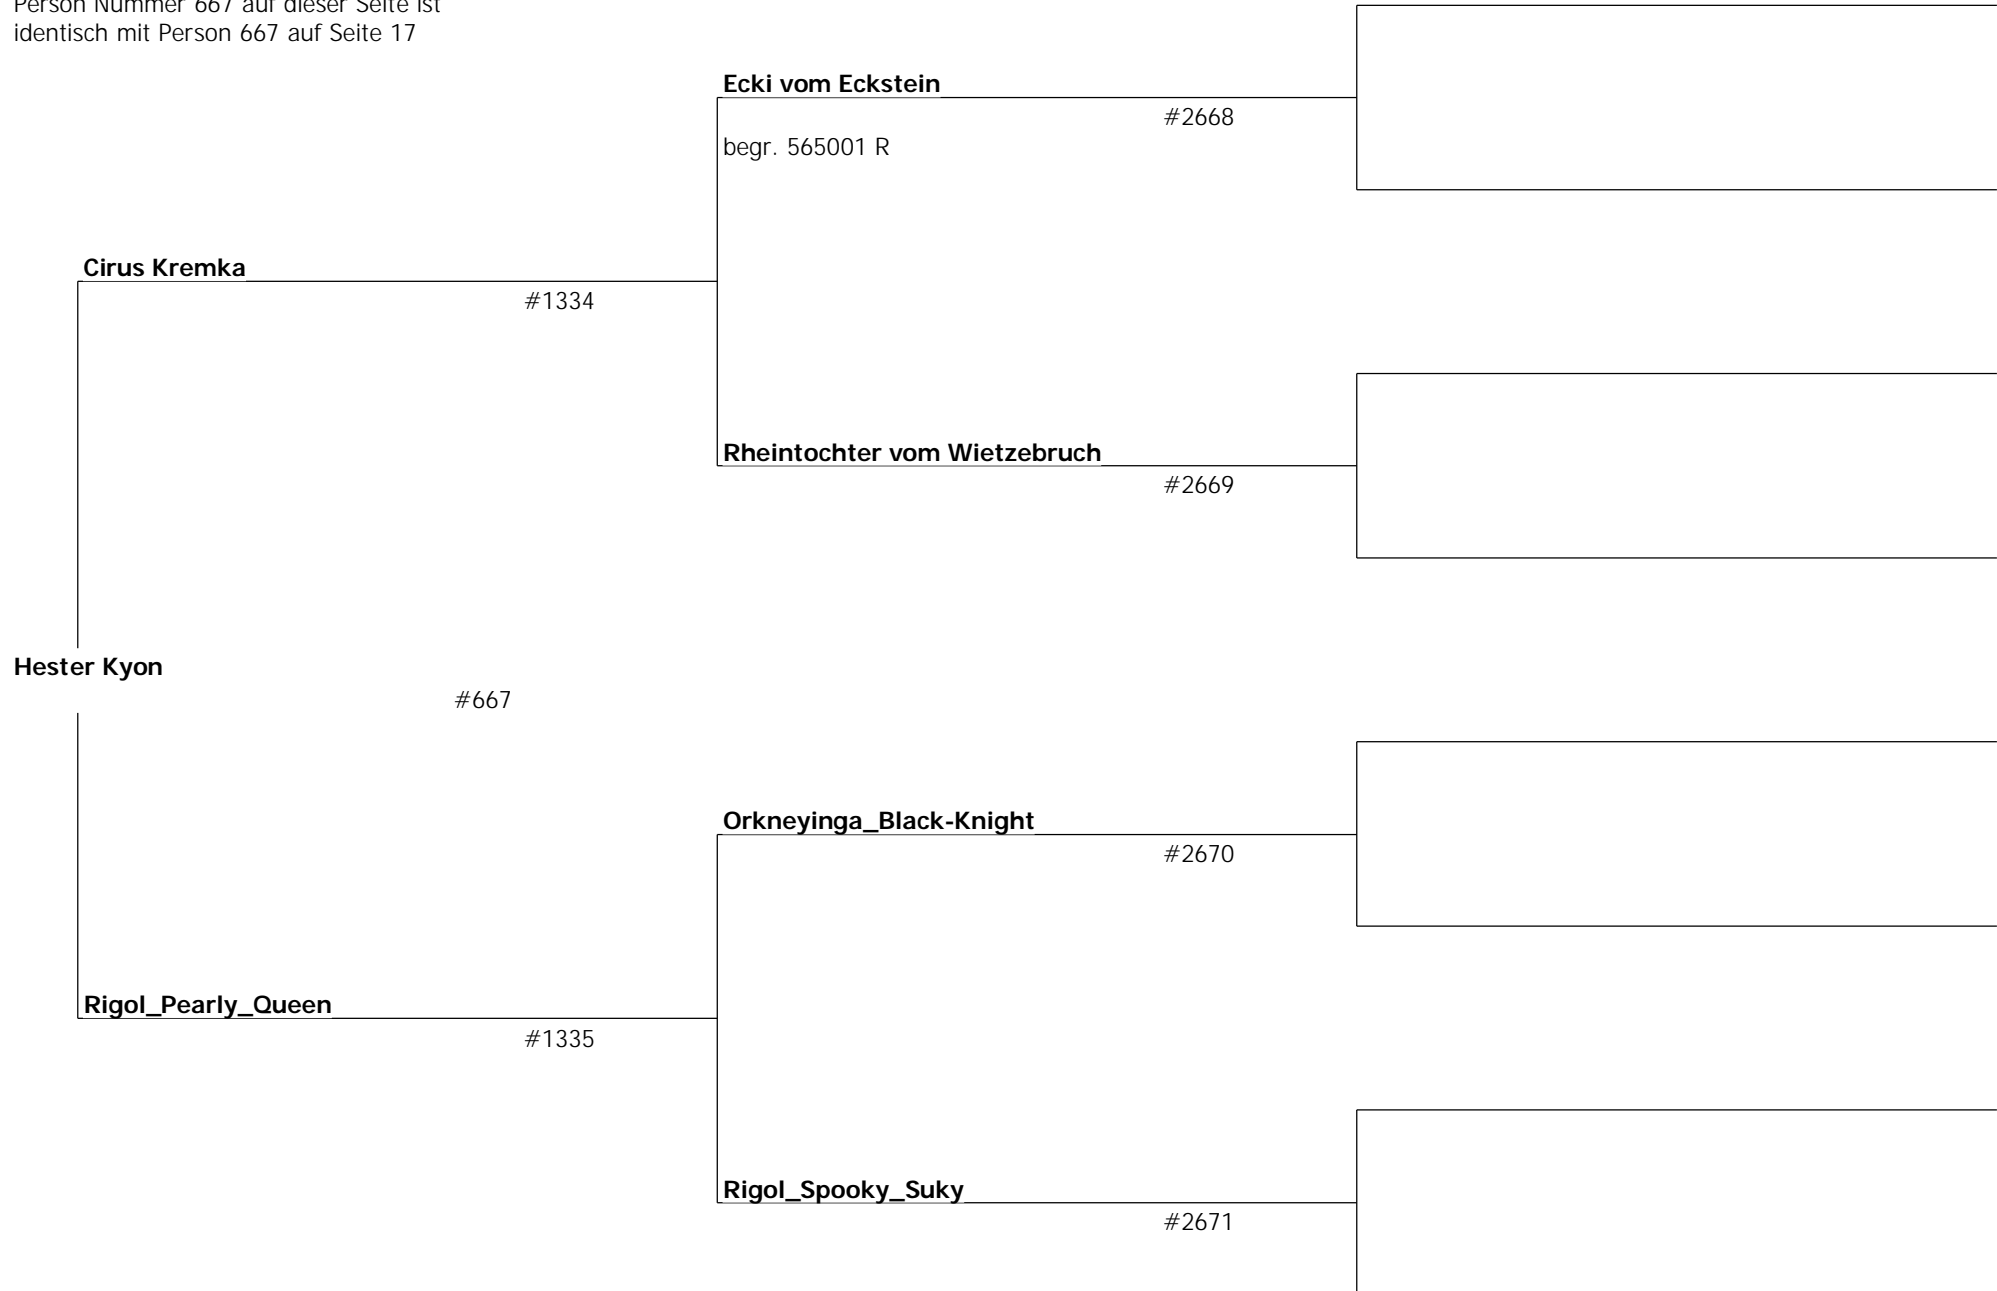 Person Nummer 667 auf dieser Seite ist
identisch mit Person 667 auf Seite 17
Ecki vom Eckstein
#2668
begr. 565001 R
Cirus Kremka
#1334
Rheintochter vom Wietzebruch
#2669
Hester Kyon
#667
Orkneyinga_Black-Knight
#2670
Rigol_Pearly_Queen
#1335
Rigol_Spooky_Suky
#2671